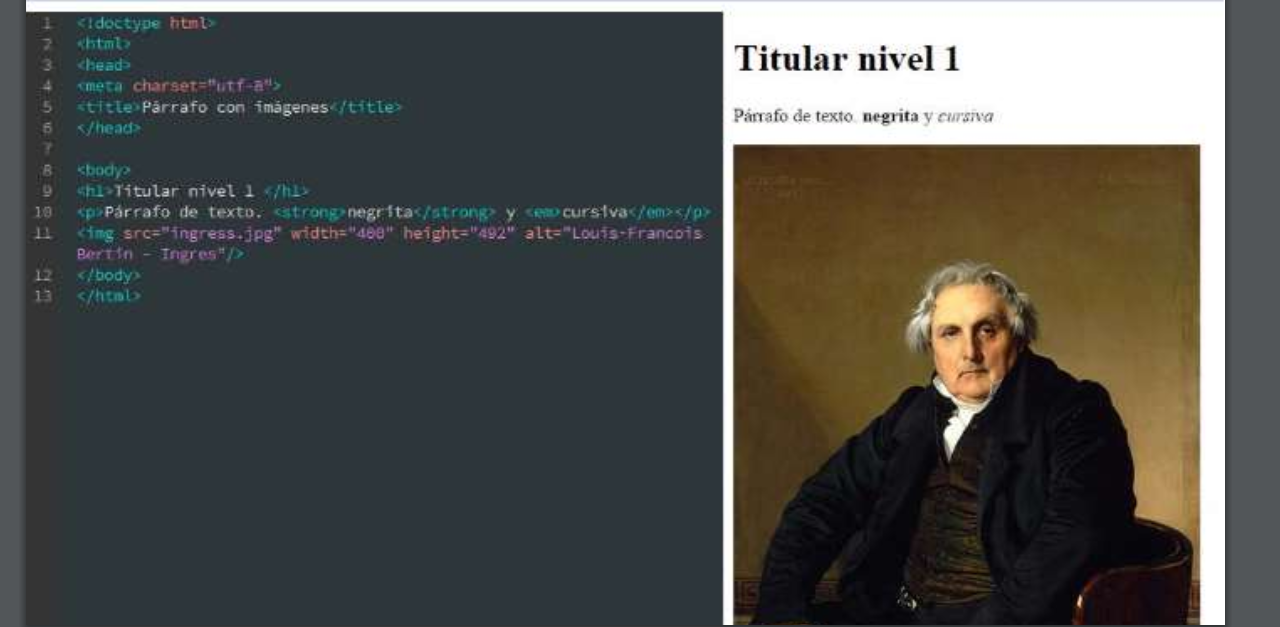 1 <!doctype html>
2 <html>
3 <head>
4 <meta charset="utf-8">
5 <title>Párrafo con imágenes</title>
6 </head>
7
8 <body>
9 <h1>Titular nivel 1 </h1>
10 <p>Párrafo de texto. <strong>negrita</strong> y <em>cursiva</em></p>
11 <img src="ingress.jpg" width="400" height="492" alt="Louis-Francois
Bertin - Ingres"/>
12 </body>
13 </html>
Titular nivel 1
Párrafo de texto. negrita y cursiva